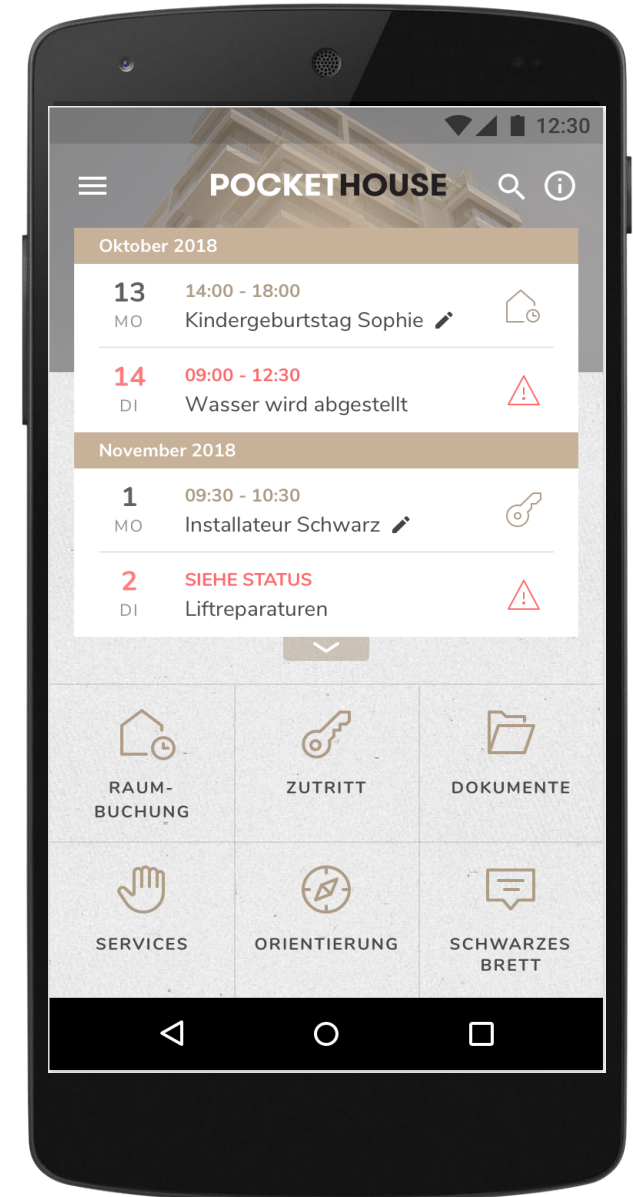 12:30
POCKETHOUSE
Oktober 2018
13 14:00 - 18:00
MO Kindergeburtstag Sophie
14 09:00 - 12:30
DI Wasser wird abgestellt
November 2018
1 09:30 - 10:30
MO Installateur Schwarz
2 SIEHE STATUS
DI Liftreparaturen
RAUM-
BUCHUNG
ZUTRITT
DOKUMENTE
SERVICES
ORIENTIERUNG
SCHWARZES
BRETT